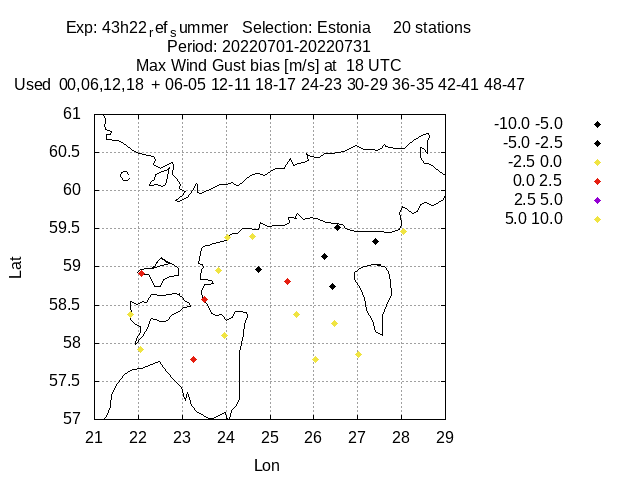 Exp: 43h22refsummer Selection: Estonia 20 stations
Period: 20220701-20220731
Max Wind Gust bias [m/s] at 18 UTC
Used 00,06,12,18 + 06-05 12-11 18-17 24-23 30-29 36-35 42-41 48-47
-10.0 -5.0
-5.0 -2.5
-2.5 0.0
0.0 2.5
2.5 5.0
5.0 10.0
61
60.5
60
59.5
59
58.5
58
57.5
57
Lat
21 22 23 24 25 26 27 28 29
Lon